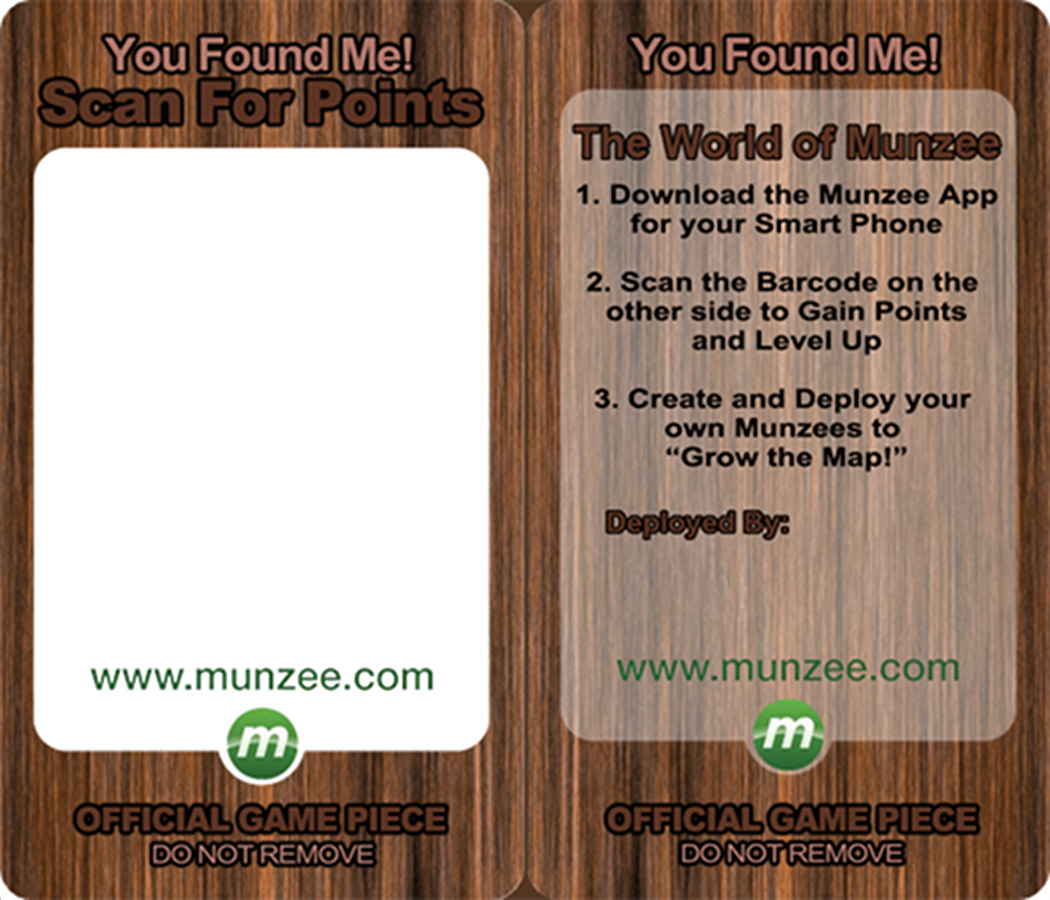 You Found Me!
Scan For Points
www.munzee.com
m
OFFICIAL GAME PIECE
DO NOT REMOVE
You Found Me!
The World of Munzee
1. Download the Munzee App
for your Smart Phone
2. Scan the Barcode on the
other side to Gain Points
and Level Up
3. Create and Deploy your
own Munzees to
“Grow the Map!”
Deployed By:
www.munzee.com
m
OFFICIAL GAME PIECE
DO NOT REMOVE